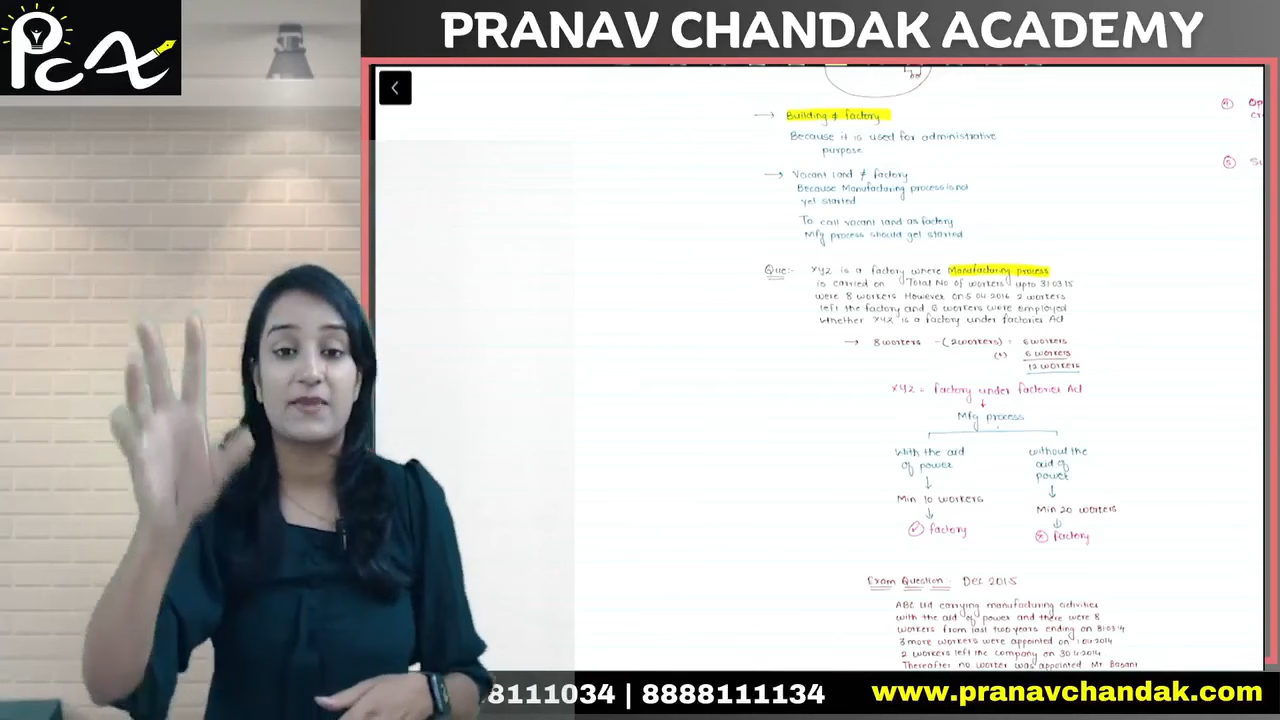 PCA
PRANAV CHANDAK ACADEMY
→ Building ≠ factory
Because it is used for administrative
purpose
→ Vacant land ≠ factory
Because Manufacturing process is not
yet started
To call vacant land as factory
Mfg process should get started
Que:- XYZ is a factory where Manufacturing process
is carried on Total No of workers upto 31 03 15
were 8 workers However on 5 04 2016 2 workers
left the factory and 6 workers were employed
Whether XYZ is a factory under factories Act
→ 8 workers - (2 workers) = 6 workers
(+) 6 workers
12 workers
XYZ = factory under factories Act
↓
Mfg process
With the aid without the
of power aid of
power
↓ ↓
Min 10 workers Min 20 workers
↓ ↓
factory factory
Exam Question - Dec 2015
ABC Ltd carrying manufacturing activities
with the aid of power and there were 8
workers from last two years ending on
3 more workers were appointed on
2 workers left the company on
Thereafter no worker was appointed Mr Basant
4
5
8111034 | 8888111134
www.pranavchandak.com